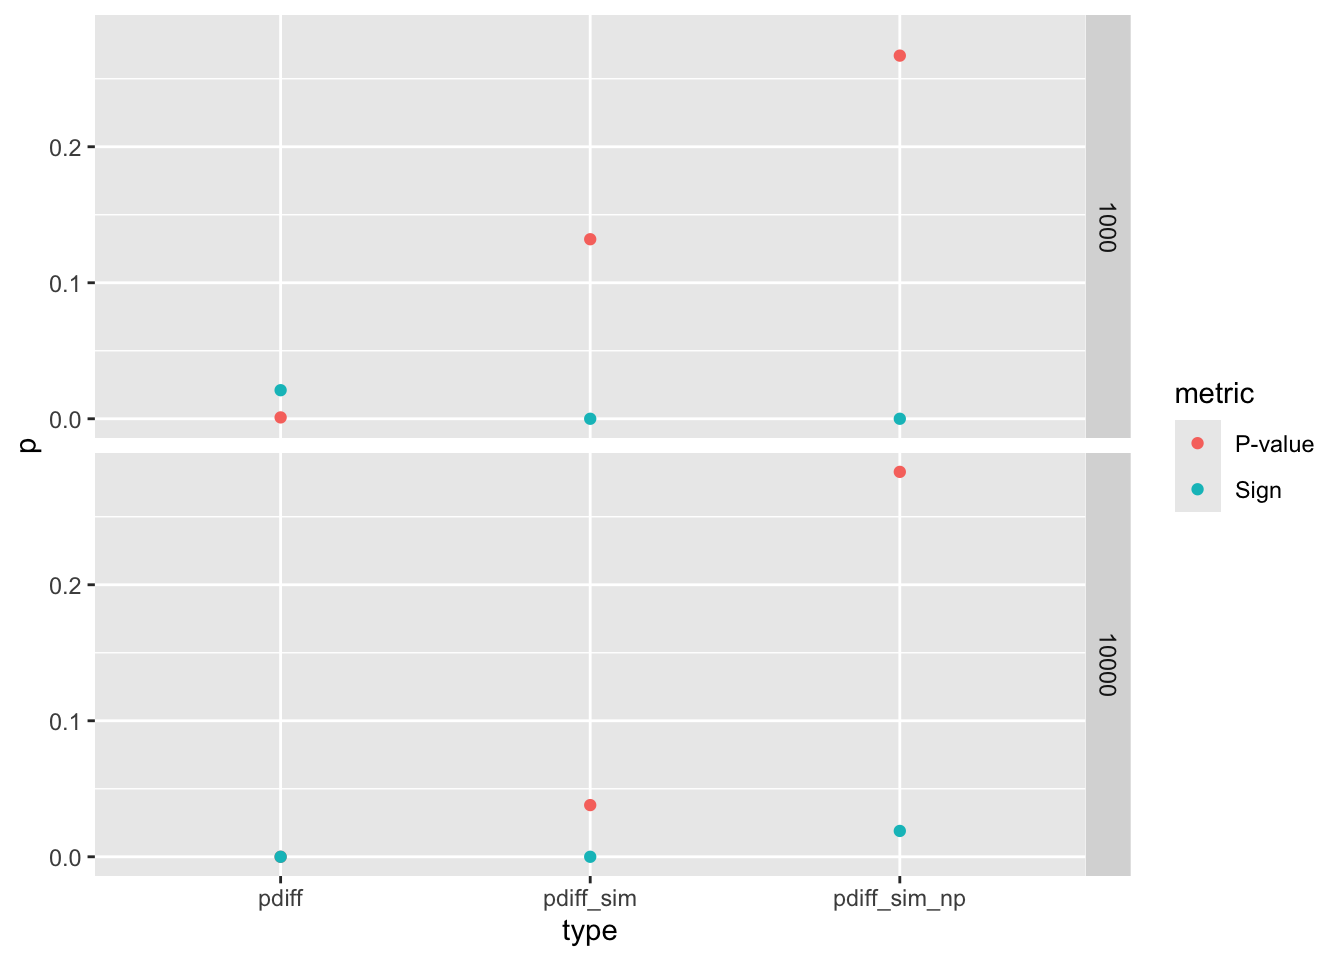 0.2
0.1
0.0
1000
p
0.2
0.1
0.0
10000
pdiff
pdiff_sim
pdiff_sim_np
type
metric
P-value
Sign